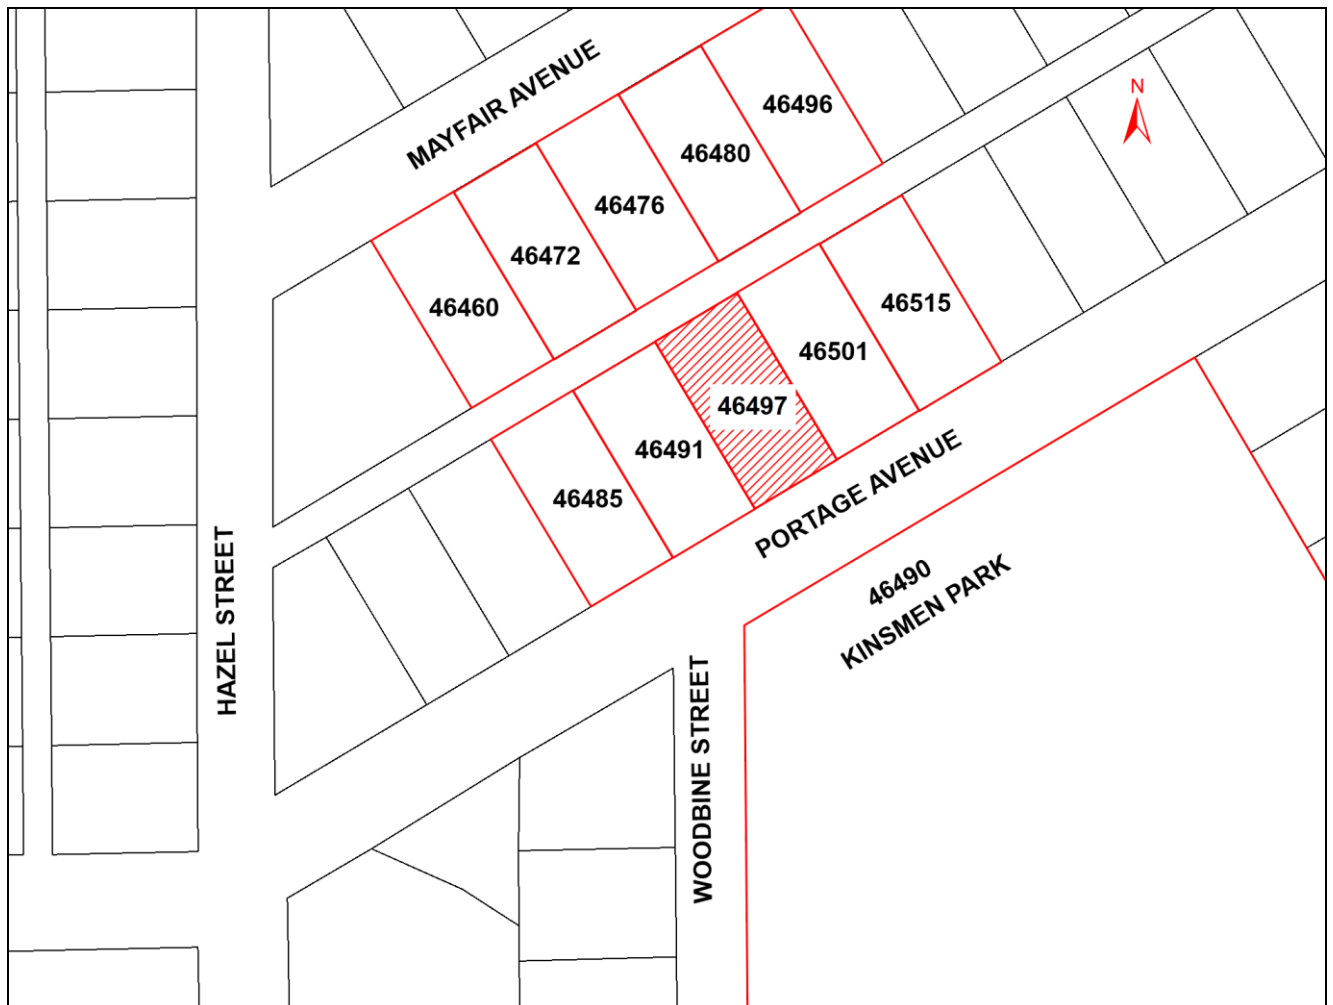 MAYFAIR AVENUE
N
46496
46480
46476
46472
46460
46515
46501
46497
46491
46485
PORTAGE AVENUE
46490
KINSMEN PARK
HAZEL STREET
WOODBINE STREET